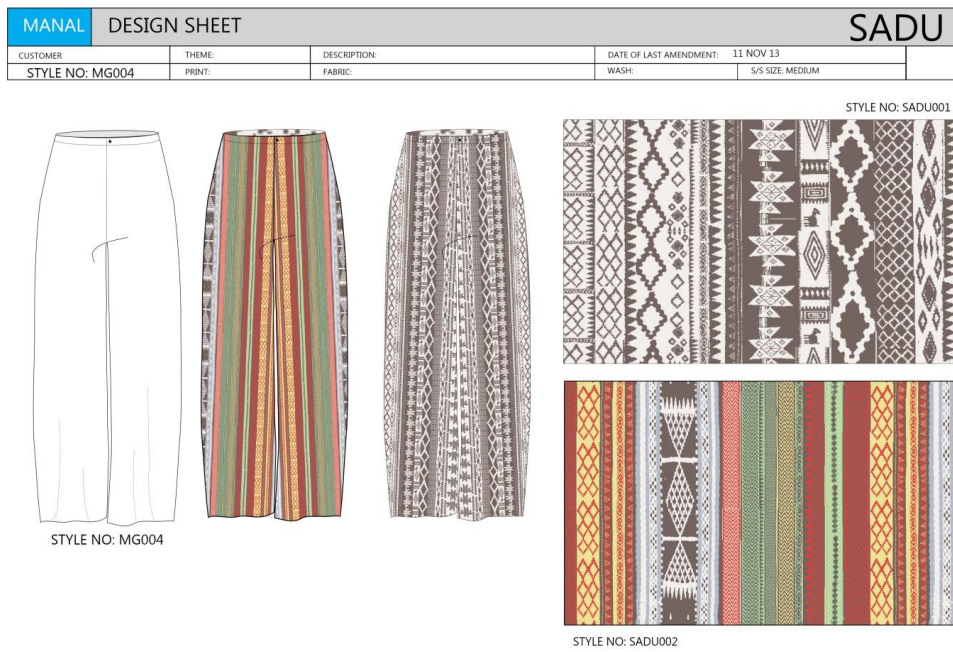 MANAL DESIGN SHEET SADU
CUSTOMER THEME: DESCRIPTION: DATE OF LAST AMENDMENT: 11 NOV 13
STYLE NO: MG004 PRINT: FABRIC: WASH: S/S SIZE: MEDIUM
STYLE NO: SADU001
STYLE NO: MG004
STYLE NO: SADU002